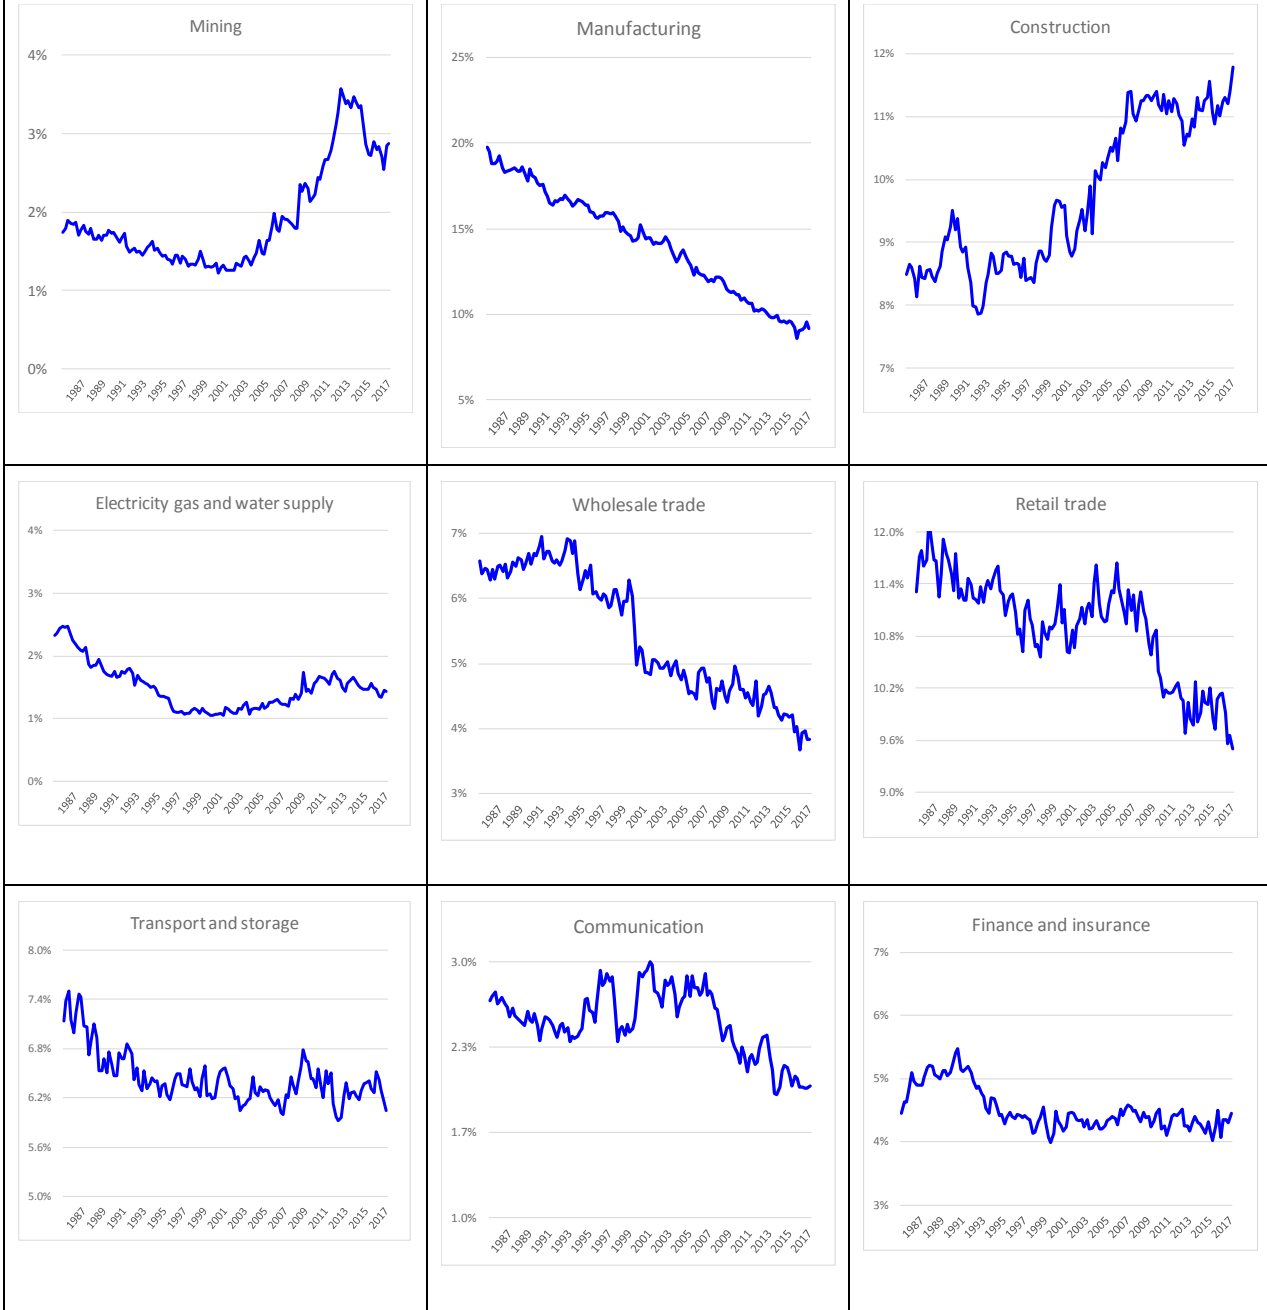 Mining
4%
3%
2%
1%
0%
1987 1989 1991 1993 1995 1997 1999 2001 2003 2005 2007 2009 2011 2013 2015 2017
Manufacturing
25%
20%
15%
10%
5%
1987 1989 1991 1993 1995 1997 1999 2001 2003 2005 2007 2009 2011 2013 2015 2017
Construction
12%
11%
10%
9%
8%
7%
1987 1989 1991 1993 1995 1997 1999 2001 2003 2005 2007 2009 2011 2013 2015 2017
Electricity gas and water supply
4%
3%
2%
1%
0%
1987 1989 1991 1993 1995 1997 1999 2001 2003 2005 2007 2009 2011 2013 2015 2017
Wholesale trade
7%
6%
5%
4%
3%
1987 1989 1991 1993 1995 1997 1999 2001 2003 2005 2007 2009 2011 2013 2015 2017
Retail trade
12.0%
11.4%
10.8%
10.2%
9.6%
9.0%
1987 1989 1991 1993 1995 1997 1999 2001 2003 2005 2007 2009 2011 2013 2015 2017
Transport and storage
8.0%
7.4%
6.8%
6.2%
5.6%
5.0%
1987 1989 1991 1993 1995 1997 1999 2001 2003 2005 2007 2009 2011 2013 2015 2017
Communication
3.0%
2.3%
1.7%
1.0%
1987 1989 1991 1993 1995 1997 1999 2001 2003 2005 2007 2009 2011 2013 2015 2017
Finance and insurance
7%
6%
5%
4%
3%
1987 1989 1991 1993 1995 1997 1999 2001 2003 2005 2007 2009 2011 2013 2015 2017